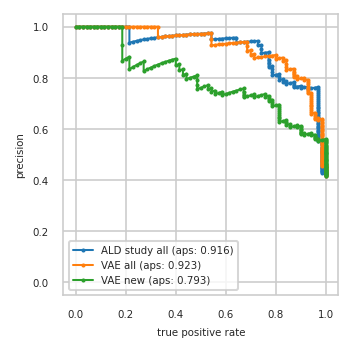 1.0
0.8
0.6
0.4
0.2
0.0
precision
ALD study all (aps: 0.916)
VAE all (aps: 0.923)
VAE new (aps: 0.793)
0.0 0.2 0.4 0.6 0.8 1.0
true positive rate